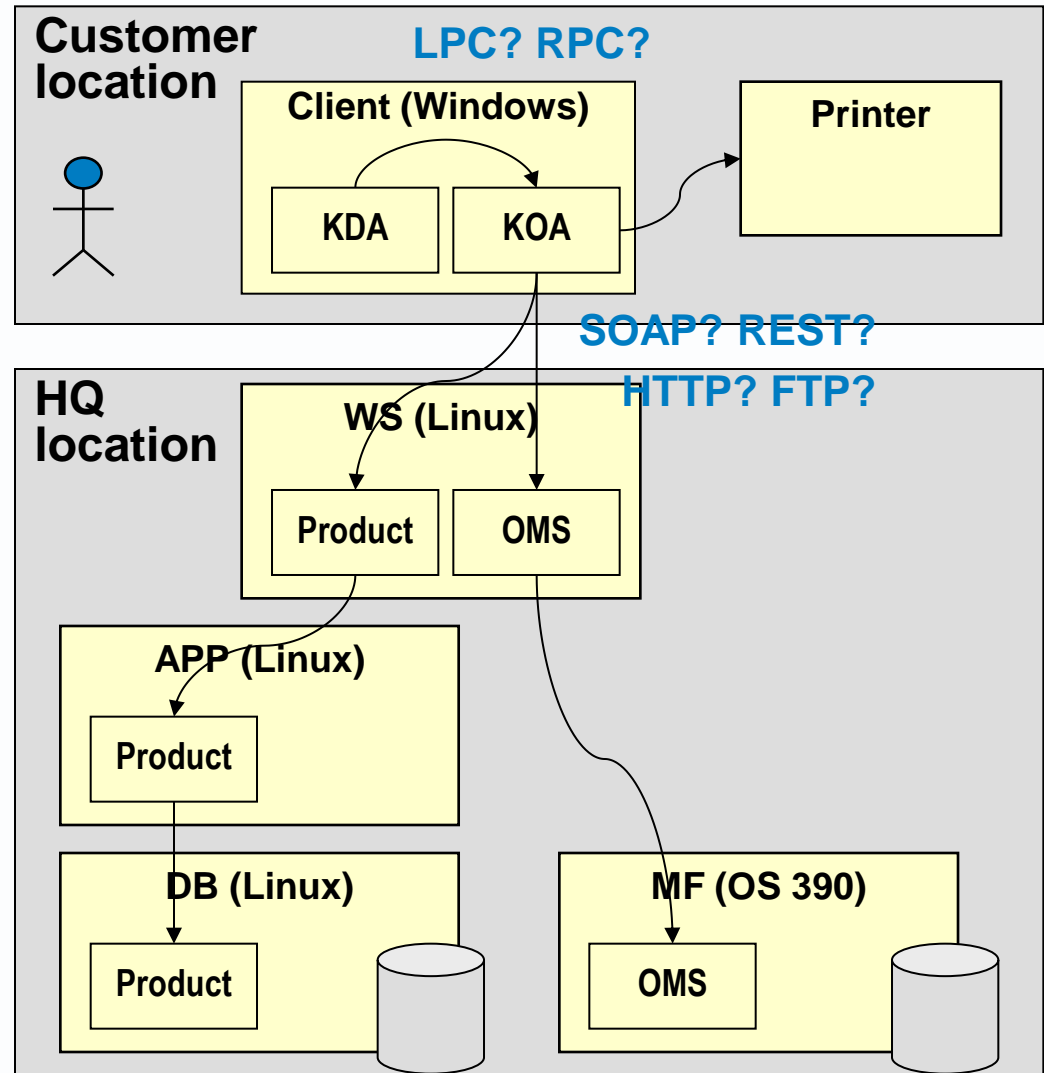 Customer
location
LPC? RPC?
Client (Windows)
Printer
KDA
KOA
SOAP? REST?
HTTP? FTP?
HQ
location
WS (Linux)
Product
OMS
APP (Linux)
Product
DB (Linux)
Product
MF (OS 390)
OMS